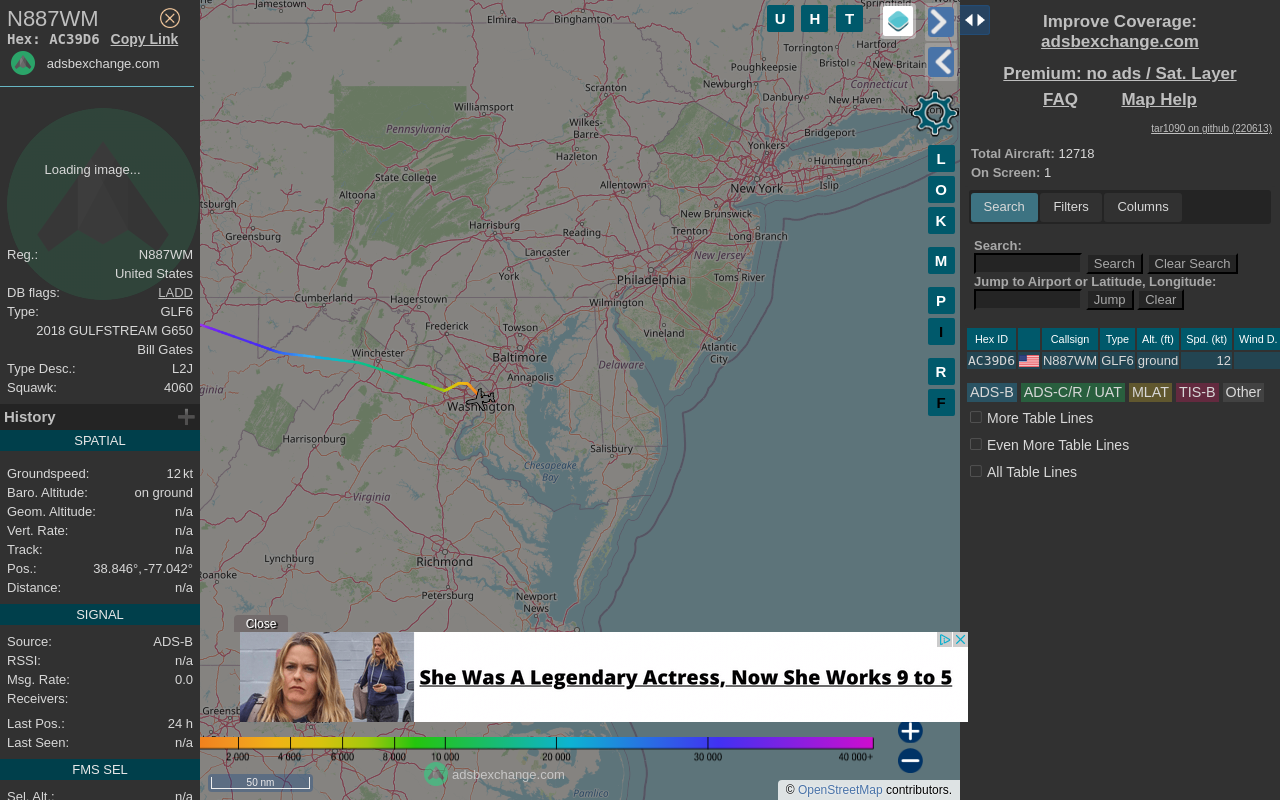 N887WM
Hex: AC39D6 Copy Link
adsbexchange.com
Loading image...
Reg.: N887WM
United States
DB flags: LADD
Type: GLF6
2018 GULFSTREAM G650
Bill Gates
Type Desc.: L2J
Squawk: 4060
History
SPATIAL
Groundspeed: 12 kt
Baro. Altitude: on ground
Geom. Altitude: n/a
Vert. Rate: n/a
Track: n/a
Pos.: 38.846°, -77.042°
Distance: n/a
SIGNAL
Source: ADS-B
RSSI: n/a
Msg. Rate: 0.0
Receivers:
Last Pos.: 24 h
Last Seen: n/a
FMS SEL
Sel. Alt.: n/a
Jamestown
Elmira
Binghamton
Torrington
Hartford
Poughkeepsie
Bristol
New Britain
Scranton
Newburgh
Connecticut
Danbury
New Haven
Williamsport
Pennsylvania
Wilkes-
Barre
Bridgeport
Yonkers
Hazleton
Huntington
State College
Allentown
New York
Islip
Altoona
tsburgh
New Brunswick
Harrisburg
Reading
Trenton
Long Branch
Greensburg
Lancaster
New Jersey
York
Philadelphia
Toms River
Cumberland
Hagerstown
Wilmington
Frederick
Towson
Vineland
Winchester
Baltimore
Atlantic
City
Annapolis
Delaware
ginia
Washington
Harrisonburg
Salisbury
Chesapeake
Bay
Virginia
Lynchburg
Richmond
Roanoke
Petersburg
Newport
News
Greensb
Pamlico
U H T
L
O
K
M
P
I
R
F
Close
She Was A Legendary Actress, Now She Works 9 to 5
2 000 4 000 6 000 8 000 10 000 20 000 30 000 40 000+
adsbexchange.com
50 nm
© OpenStreetMap contributors.
Improve Coverage:
adsbexchange.com
Premium: no ads / Sat. Layer
FAQ Map Help
tar1090 on github (220613)
Total Aircraft: 12718
On Screen: 1
Search Filters Columns
Search:
Search Clear Search
Jump to Airport or Latitude, Longitude:
Jump Clear
Hex ID Callsign Type Alt. (ft) Spd. (kt) Wind D.
AC39D6 N887WM GLF6 ground 12
ADS-B ADS-C/R / UAT MLAT TIS-B Other
More Table Lines
Even More Table Lines
All Table Lines